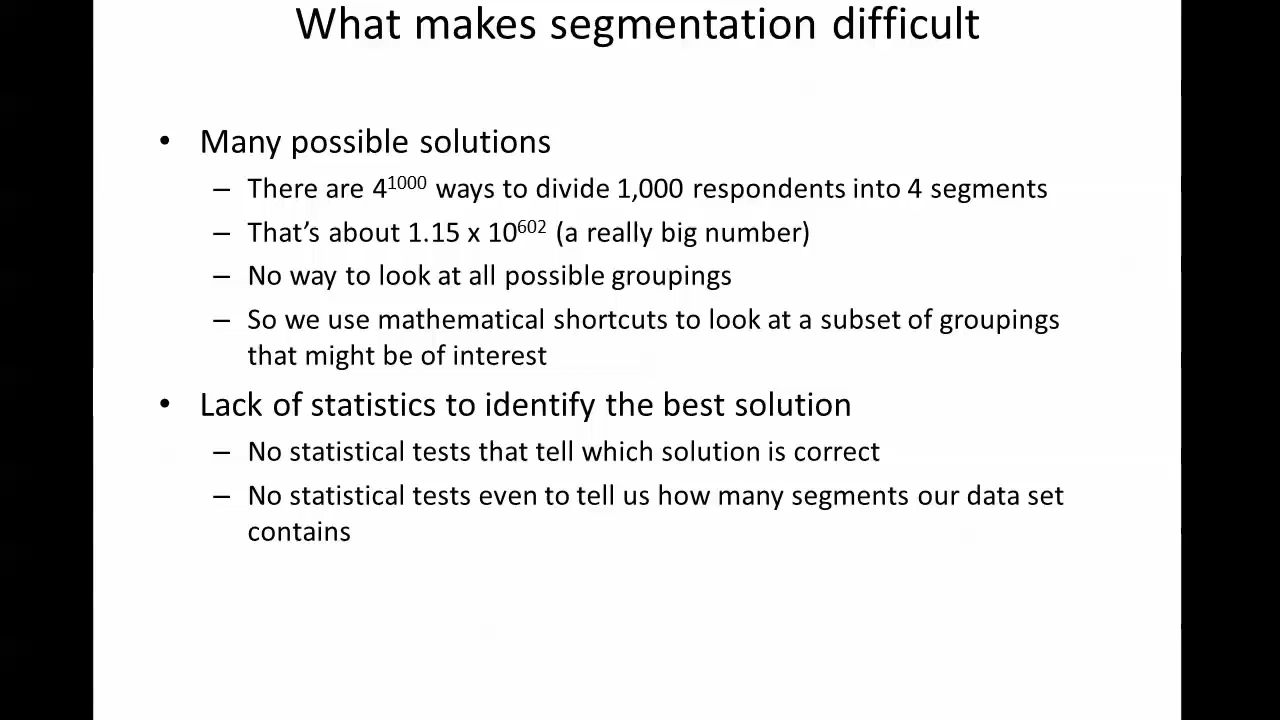 What makes segmentation difficult
• Many possible solutions
– There are 4¹⁰⁰⁰ ways to divide 1,000 respondents into 4 segments
– That’s about 1.15 x 10⁶⁰² (a really big number)
– No way to look at all possible groupings
– So we use mathematical shortcuts to look at a subset of groupings
that might be of interest
• Lack of statistics to identify the best solution
– No statistical tests that tell which solution is correct
– No statistical tests even to tell us how many segments our data set
contains